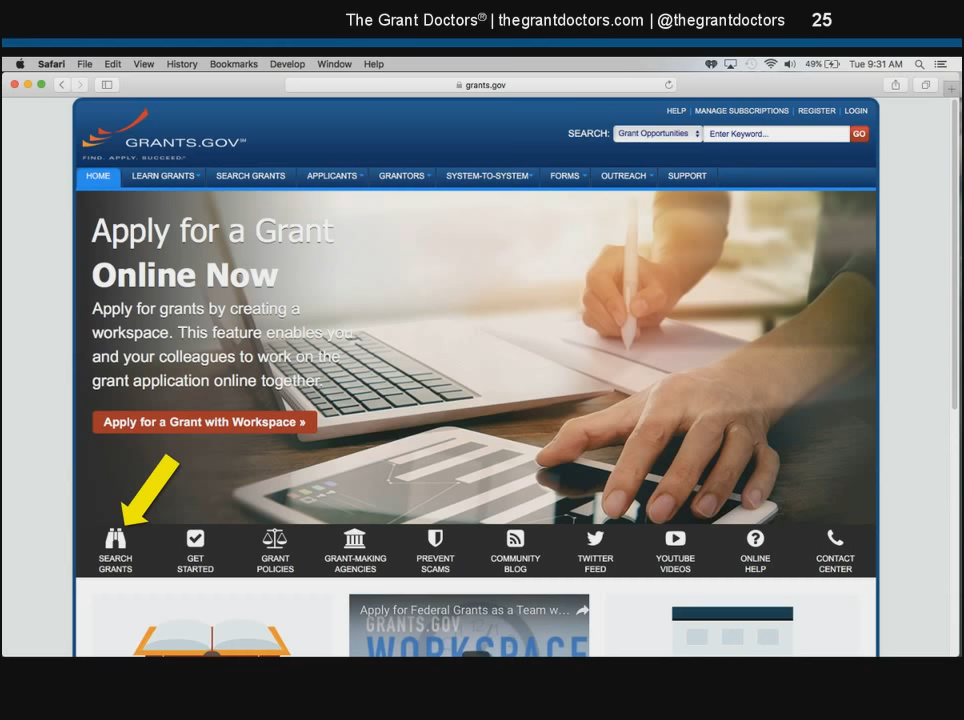 The Grant Doctors® | thegrantdoctors.com | @thegrantdoctors 25
Safari File Edit View History Bookmarks Develop Window Help 49% Tue 9:31 AM
grants.gov
HELP | MANAGE SUBSCRIPTIONS | REGISTER | LOGIN
GRANTS.GOV℠
FIND. APPLY. SUCCEED.℠
SEARCH: Grant Opportunities Enter Keyword... GO
HOME LEARN GRANTS SEARCH GRANTS APPLICANTS GRANTORS SYSTEM-TO-SYSTEM FORMS OUTREACH SUPPORT
Apply for a Grant
Online Now
Apply for grants by creating a
workspace. This feature enables you
and your colleagues to work on the
grant application online together.
Apply for a Grant with Workspace »
SEARCH GRANTS
GET STARTED
GRANT POLICIES
GRANT-MAKING AGENCIES
PREVENT SCAMS
COMMUNITY BLOG
TWITTER FEED
YOUTUBE VIDEOS
ONLINE HELP
CONTACT CENTER
Apply for Federal Grants as a Team w...
GRANTS.GOV
WORKSPACE